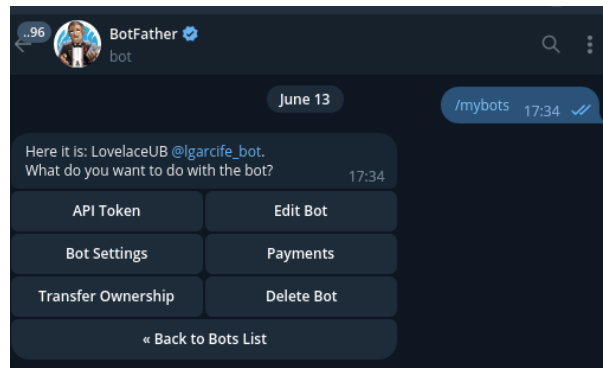 ..96
BotFather
bot
June 13
/mybots 17:34
Here it is: LovelaceUB @lgarcife_bot.
What do you want to do with the bot?
17:34
API Token
Edit Bot
Bot Settings
Payments
Transfer Ownership
Delete Bot
« Back to Bots List